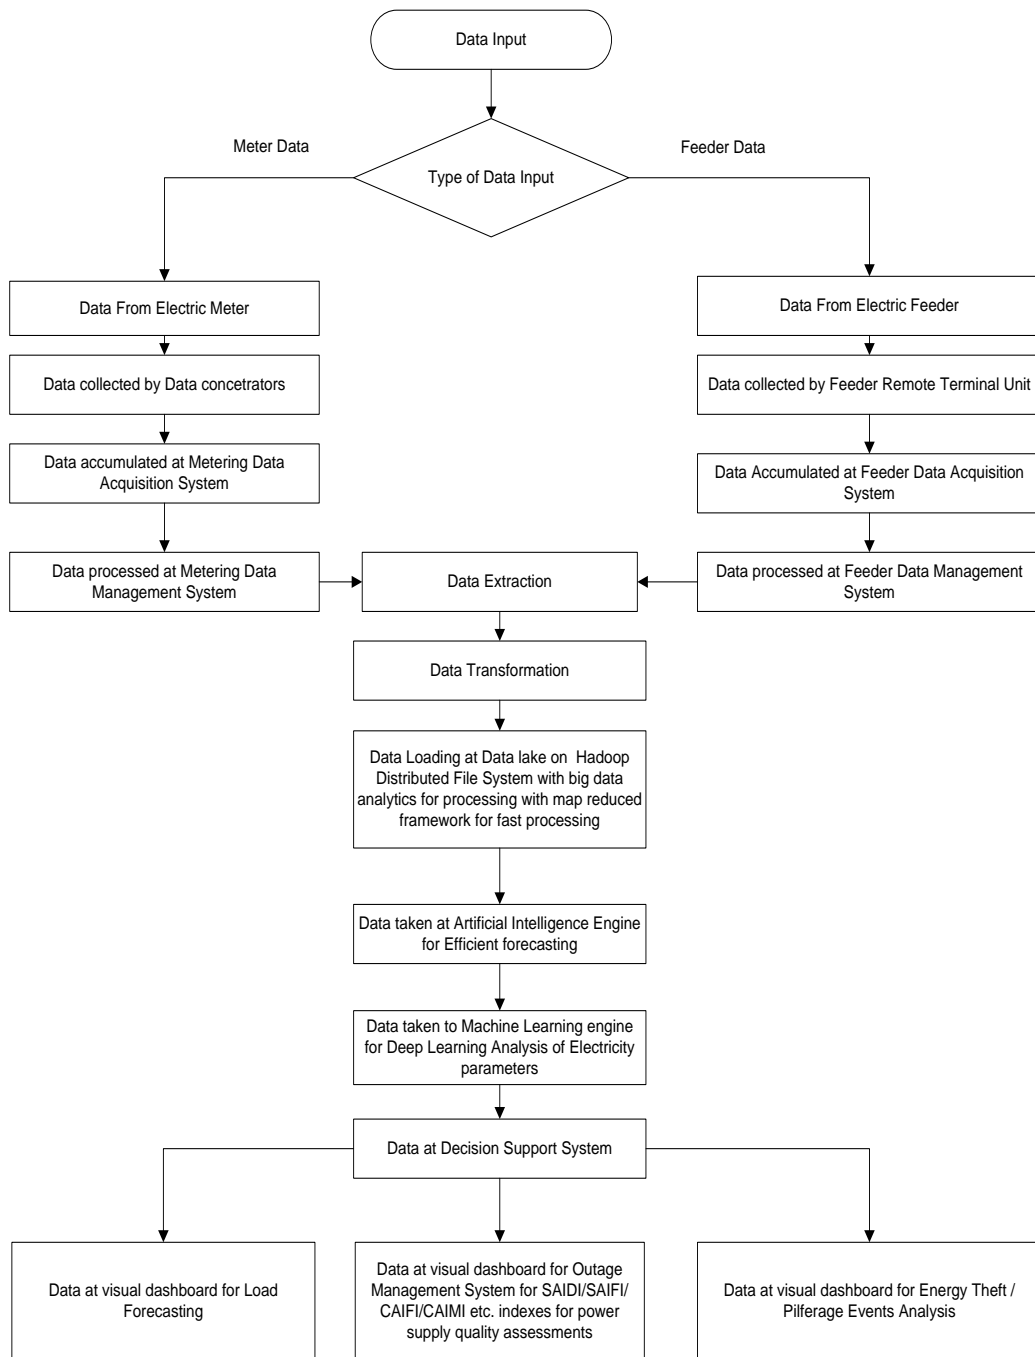 Data Input
Meter Data
Feeder Data
Type of Data Input
Data From Electric Meter
Data From Electric Feeder
Data collected by Data concetrators
Data collected by Feeder Remote Terminal Unit
Data accumulated at Metering Data
Acquisition System
Data Accumulated at Feeder Data Acquisition
System
Data processed at Metering Data
Management System
Data Extraction
Data processed at Feeder Data Management
System
Data Transformation
Data Loading at Data lake on Hadoop
Distributed File System with big data
analytics for processing with map reduced
framework for fast processing
Data taken at Artificial Intelligence Engine
for Efficient forecasting
Data taken to Machine Learning engine
for Deep Learning Analysis of Electricity
parameters
Data at Decision Support System
Data at visual dashboard for Load
Forecasting
Data at visual dashboard for Outage
Management System for SAIDI/SAIFI/
CAIFI/CAIMI etc. indexes for power
supply quality assessments
Data at visual dashboard for Energy Theft /
Pilferage Events Analysis